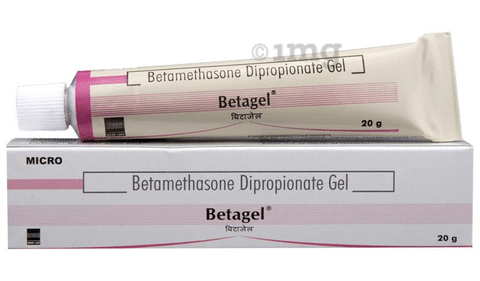 ©1mg
Betamethasone Dipropionate Gel
Betagel®
बिटाजेल
20 g
MICRO
Betamethasone Dipropionate Gel
Betagel®
बिटाजेल
20 g